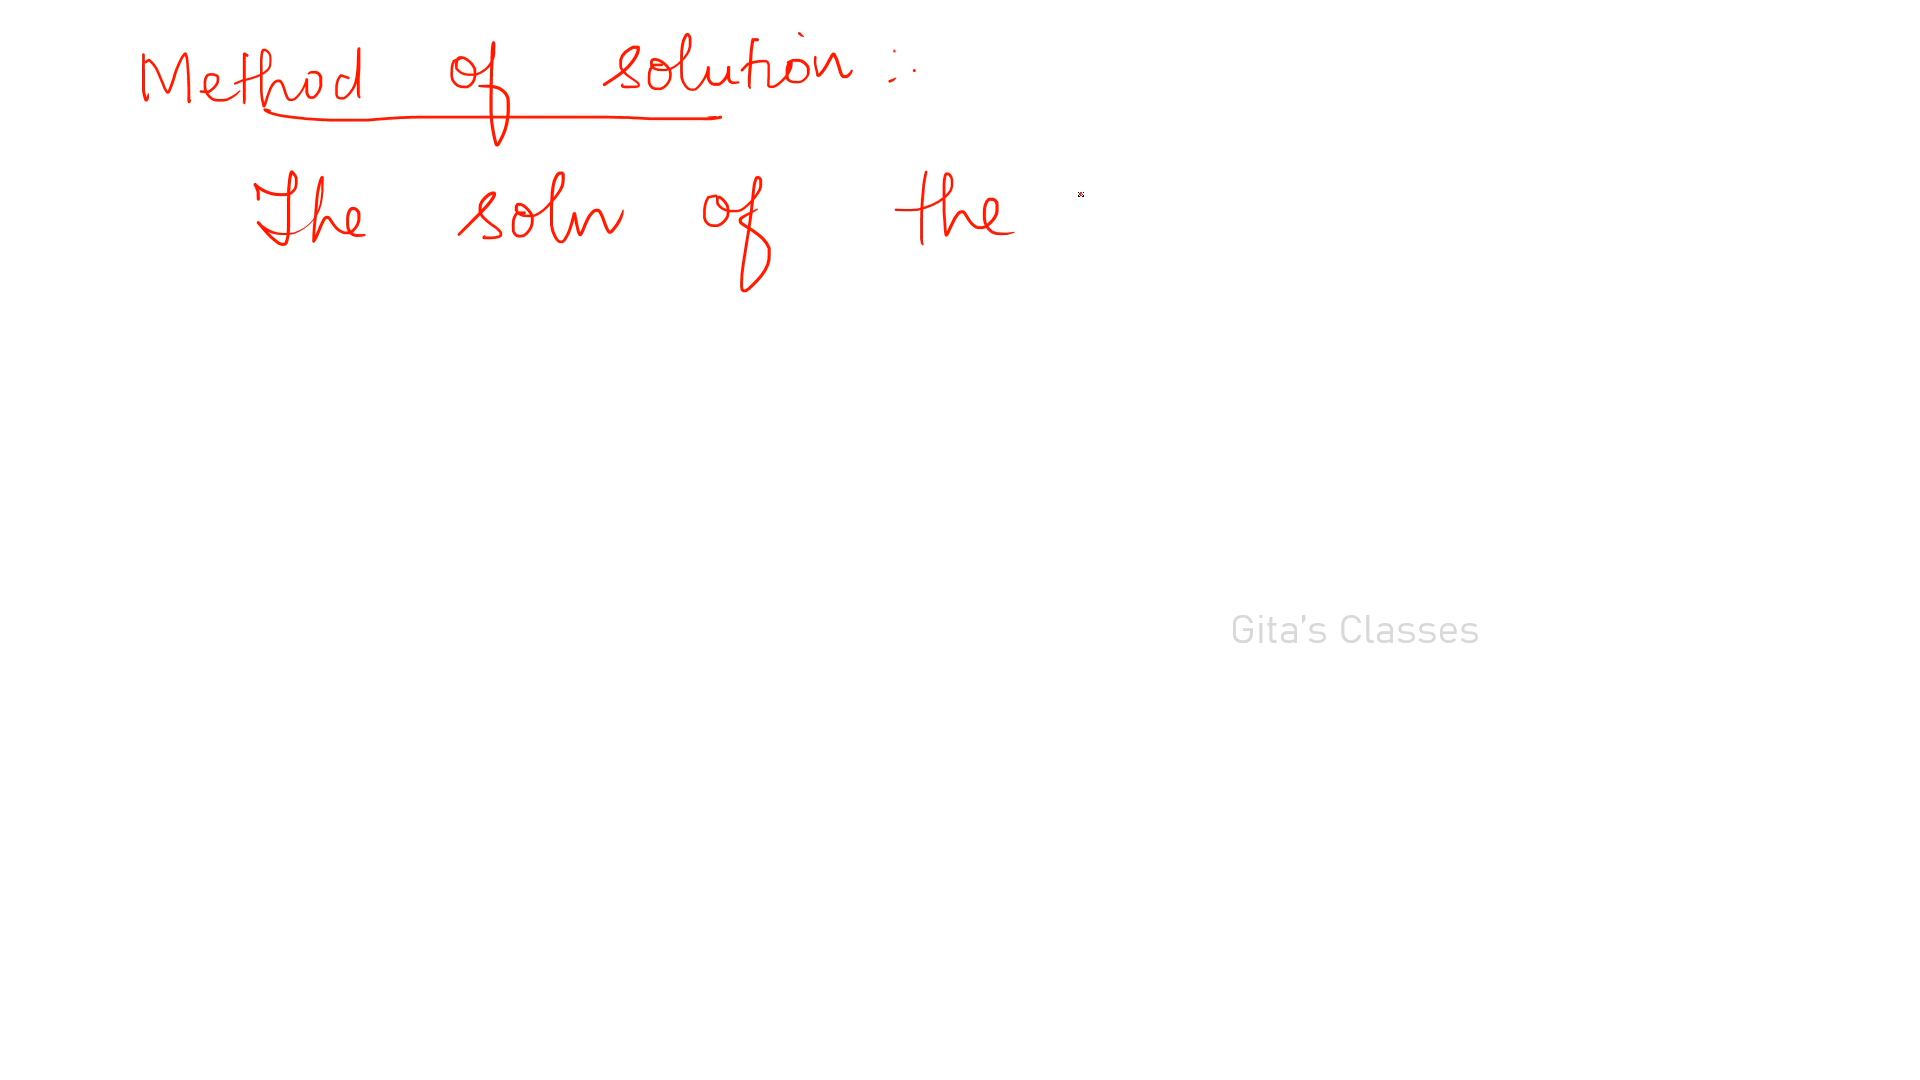 Method of solution :-
The soln of the
Gita's Classes